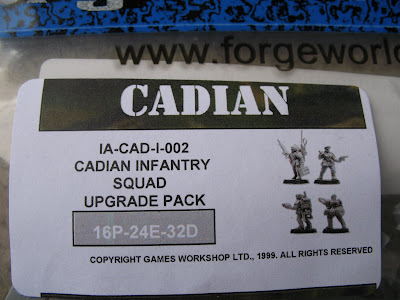 www.forgeworl
CADIAN
IA-CAD-I-002
CADIAN INFANTRY
SQUAD
UPGRADE PACK
16P-24E-32D
COPYRIGHT GAMES WORKSHOP LTD., 1999. ALL RIGHTS RESERVED